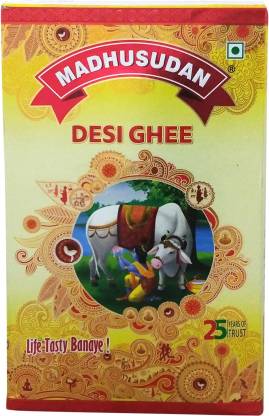 MADHUSUDAN
®
DESI GHEE
25 YEARS OF
TRUST
Life Tasty Banaye !